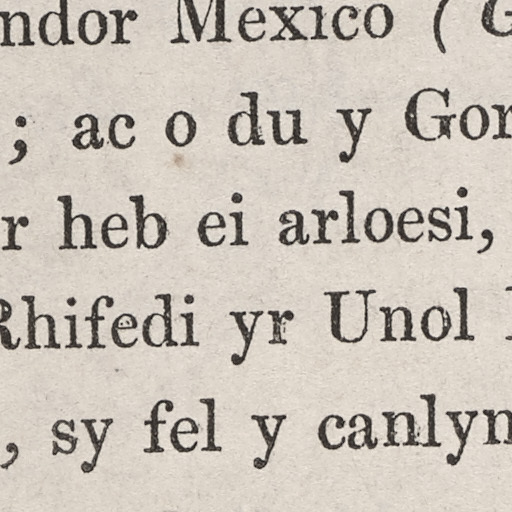 ndor Mexico ( G
; ac o du y Gor
r heb ei arloesi,
Rhifedi yr Unol
, sy fel y canlyn